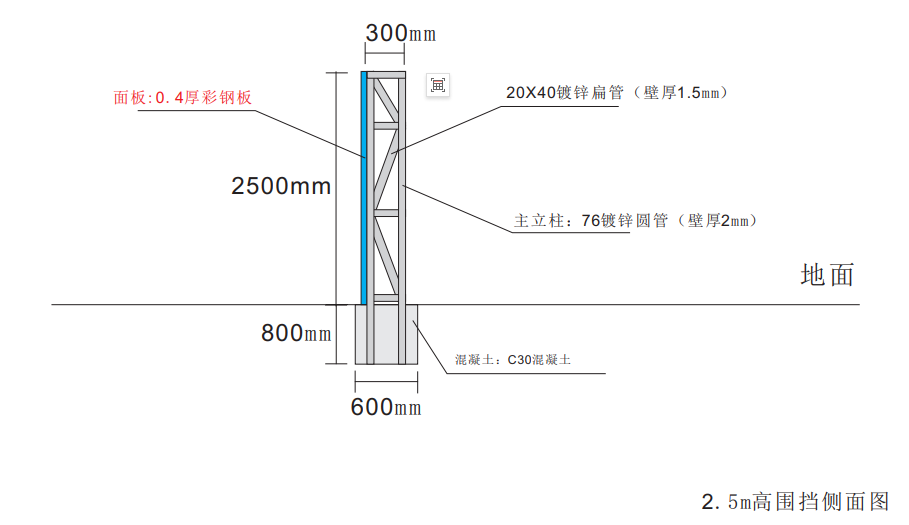 300mm
面板:0.4厚彩钢板
20X40镀锌扁管（壁厚1.5mm）
2500mm
主立柱：76镀锌圆管（壁厚2mm）
地面
800mm
混凝土：C30混凝土
600mm
2.5m高围挡侧面图